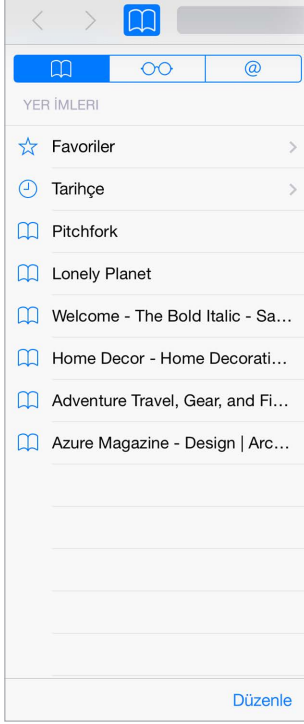 @
YER İMLERİ
Favoriler
Tarihçe
Pitchfork
Lonely Planet
Welcome - The Bold Italic - Sa...
Home Decor - Home Decorati...
Adventure Travel, Gear, and Fi...
Azure Magazine - Design | Arc...
Düzenle